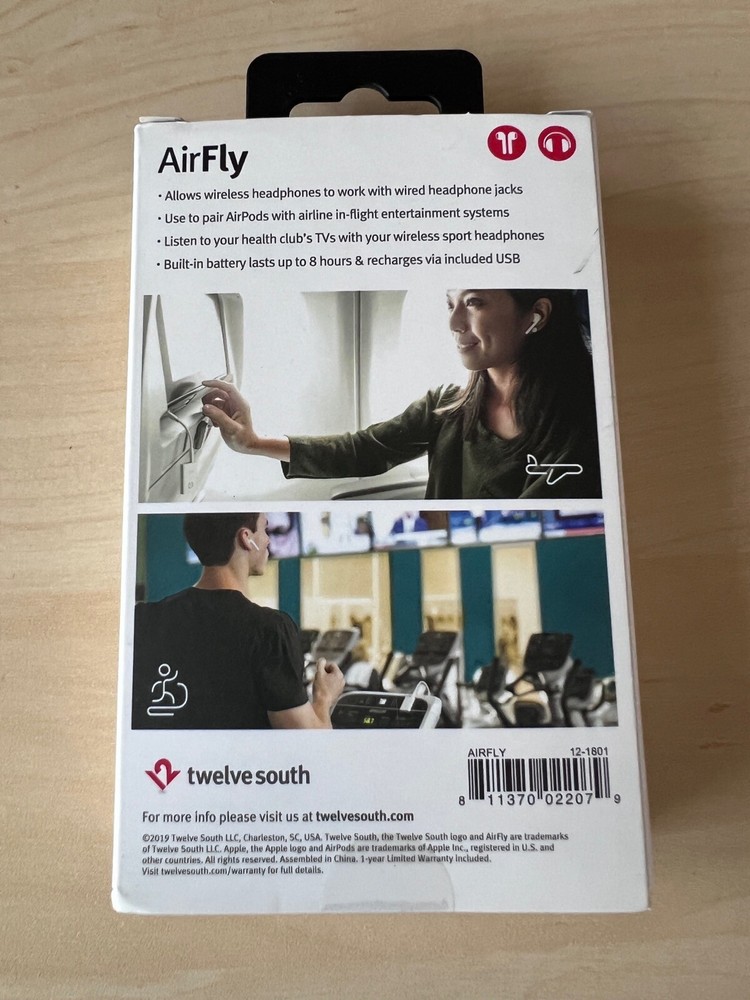 AirFly
• Allows wireless headphones to work with wired headphone jacks
• Use to pair AirPods with airline in-flight entertainment systems
• Listen to your health club's TVs with your wireless sport headphones
• Built-in battery lasts up to 8 hours & recharges via included USB
twelve south
AIRFLY 12-1801
8 11370 02207 9
For more info please visit us at twelvesouth.com
©2019 Twelve South LLC, Charleston, SC, USA. Twelve South, the Twelve South logo and AirFly are trademarks
of Twelve South LLC. Apple, the Apple logo and AirPods are trademarks of Apple Inc., registered in U.S. and
other countries. All rights reserved. Assembled in China. 1-year Limited Warranty included.
Visit twelvesouth.com/warranty for full details.